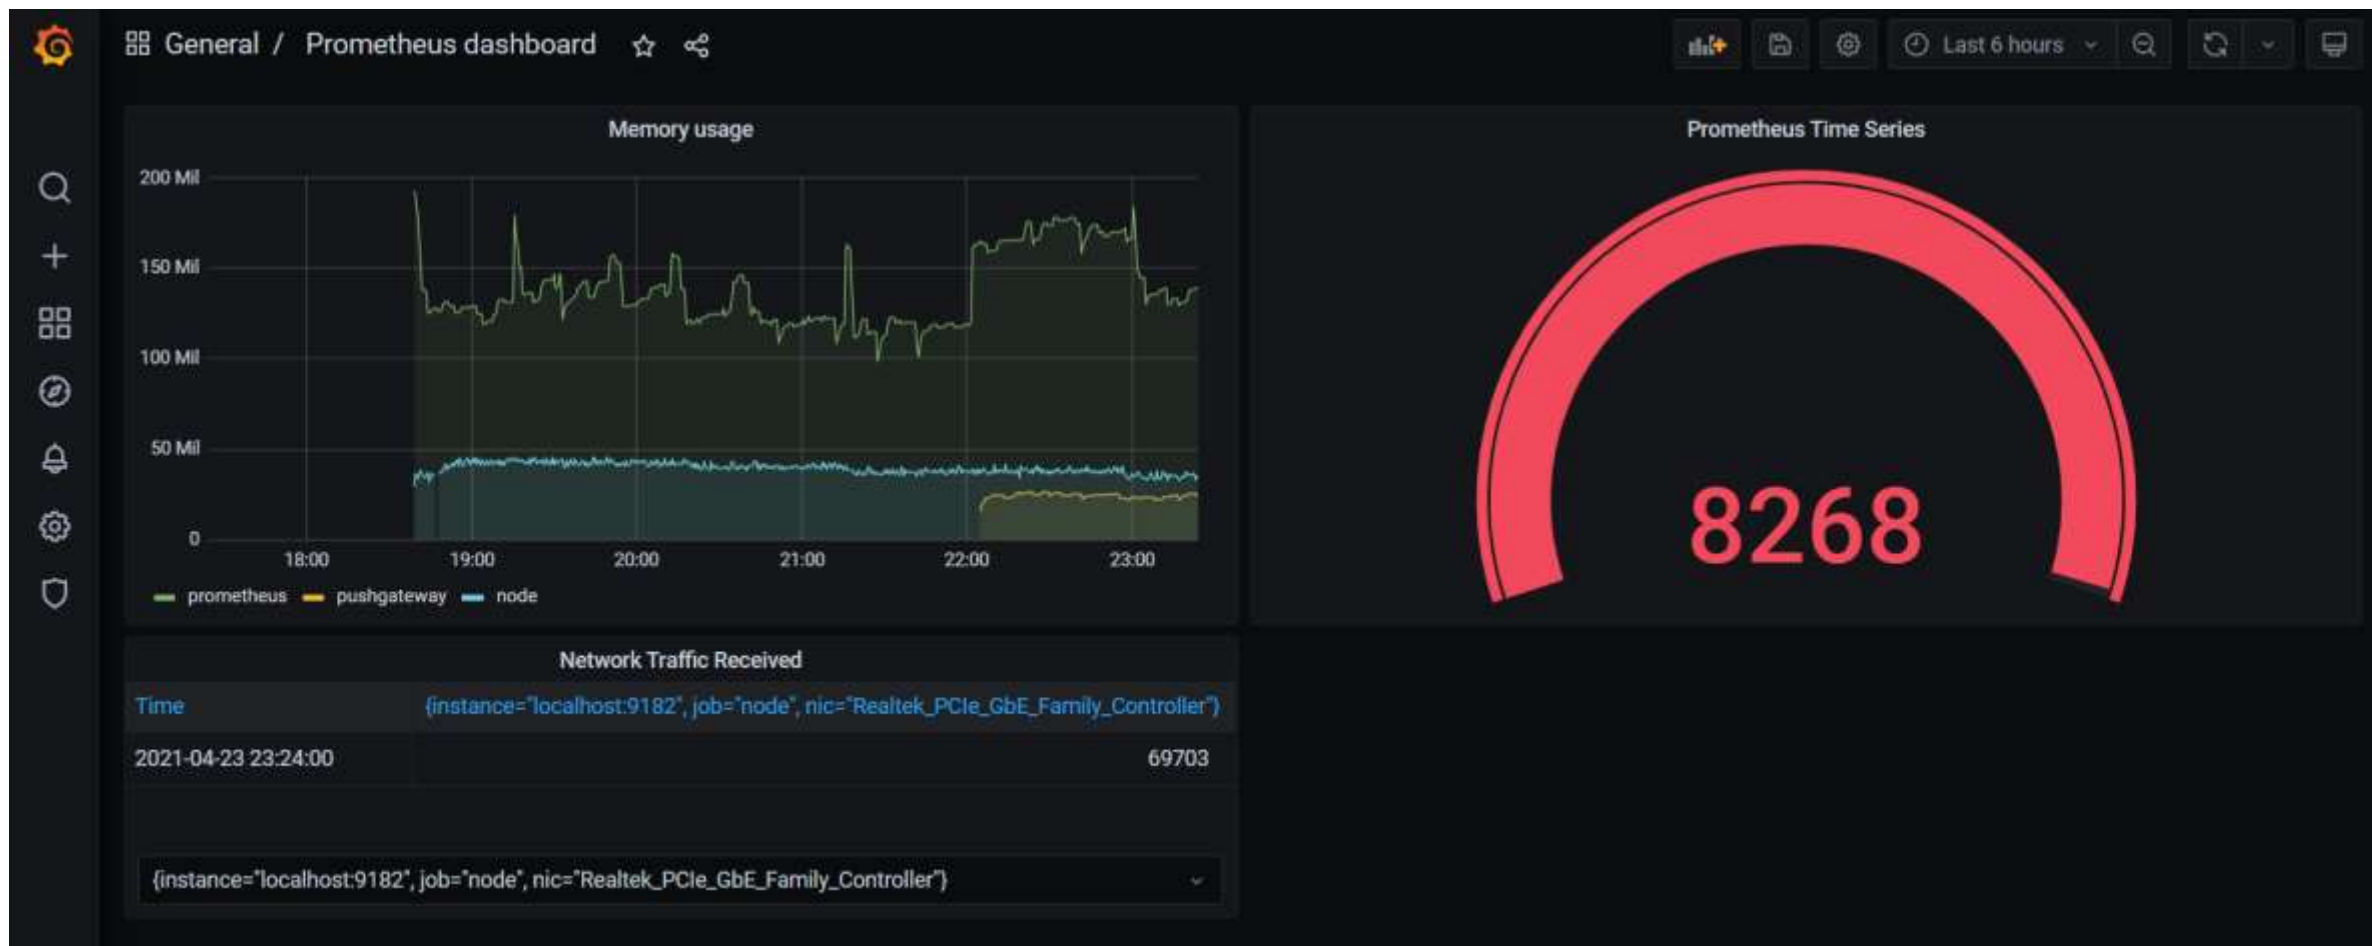 General / Prometheus dashboard
Last 6 hours
Memory usage
200 Mil
150 Mil
100 Mil
50 Mil
0
18:00 19:00 20:00 21:00 22:00 23:00
prometheus pushgateway node
Prometheus Time Series
8268
Network Traffic Received
Time {instance="localhost:9182", job="node", nic="Realtek_PCIe_GbE_Family_Controller"}
2021-04-23 23:24:00 69703
{instance="localhost:9182", job="node", nic="Realtek_PCIe_GbE_Family_Controller"}